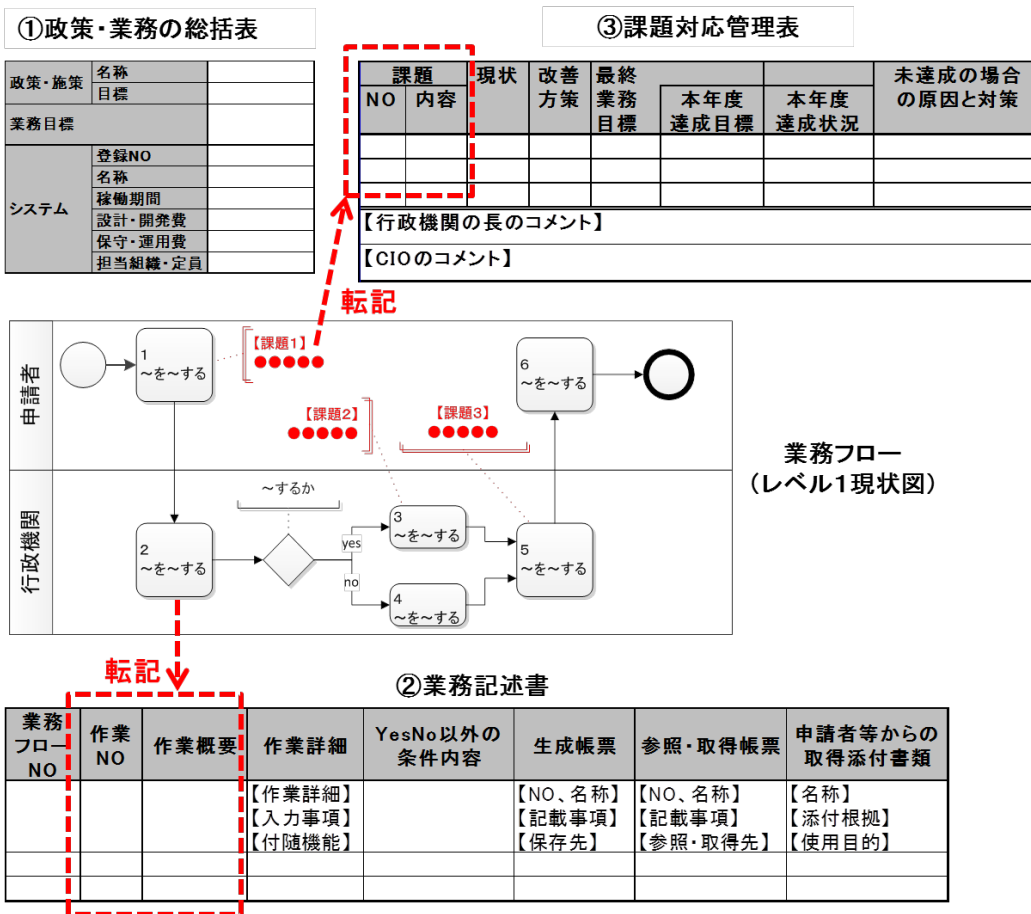 ①政策・業務の総括表
政策・施策
名称
目標
業務目標
システム
登録NO
名称
稼働期間
設計・開発費
保守・運用費
担当組織・定員
③課題対応管理表
課題
NO
内容
現状
改善
方策
最終
業務
目標
本年度
達成目標
本年度
達成状況
未達成の場合
の原因と対策
【行政機関の長のコメント】
【CIOのコメント】
転記
申請者
1
～を～する
【課題1】
●●●●●
【課題2】
●●●●●
【課題3】
●●●●●
6
～を～する
行政機関
2
～を～する
～するか
yes
no
3
～を～する
4
～を～する
5
～を～する
業務フロー
（レベル1現状図）
転記
②業務記述書
業務
フロー
NO
作業
NO
作業概要
作業詳細
YesNo以外の
条件内容
生成帳票
参照・取得帳票
申請者等からの
取得添付書類
【作業詳細】
【入力事項】
【付随機能】
【NO、名称】
【記載事項】
【保存先】
【NO、名称】
【記載事項】
【参照・取得先】
【名称】
【添付根拠】
【使用目的】